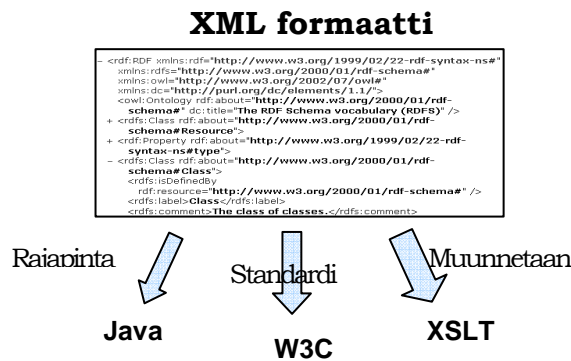 XML formaatti
- <rdf:RDF xmlns:rdf="http://www.w3.org/1999/02/22-rdf-syntax-ns#"
xmlns:rdfs="http://www.w3.org/2000/01/rdf-schema#"
xmlns:owl="http://www.w3.org/2002/07/owl#"
xmlns:dc="http://purl.org/dc/elements/1.1/">
<owl:Ontology rdf:about="http://www.w3.org/2000/01/rdf-
schema#" dc:title="The RDF Schema vocabulary (RDFS)" />
+ <rdfs:Class rdf:about="http://www.w3.org/2000/01/rdf-
schema#Resource">
+ <rdf:Property rdf:about="http://www.w3.org/1999/02/22-rdf-
syntax-ns#type">
- <rdfs:Class rdf:about="http://www.w3.org/2000/01/rdf-
schema#Class">
<rdfs:isDefinedBy
rdf:resource="http://www.w3.org/2000/01/rdf-schema#" />
<rdfs:label>Class</rdfs:label>
<rdfs:comment>The class of classes.</rdfs:comment>
Rajapinta
Standardi
Muunnetaan
Java
W3C
XSLT